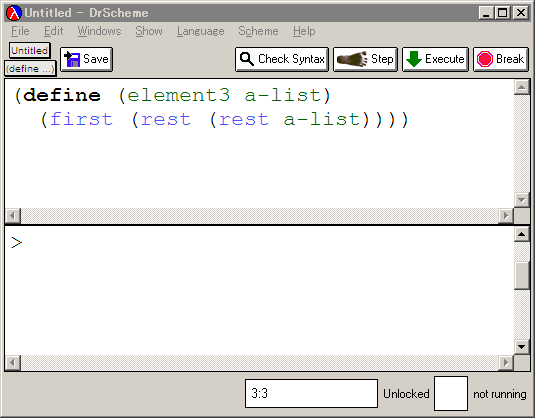 Untitled - DrScheme
File Edit Windows Show Language Scheme Help
Untitled
(define ...)
Save
Check Syntax
Step
Execute
Break
(define (element3 a-list)
(first (rest (rest a-list))))
>
3:3
Unlocked
not running